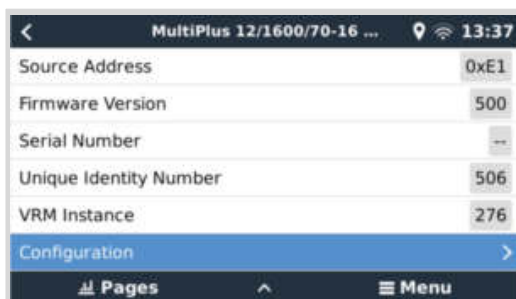 MultiPlus 12/1600/70-16 ... 13:37
Source Address 0xE1
Firmware Version 500
Serial Number --
Unique Identity Number 506
VRM Instance 276
Configuration
Pages Menu